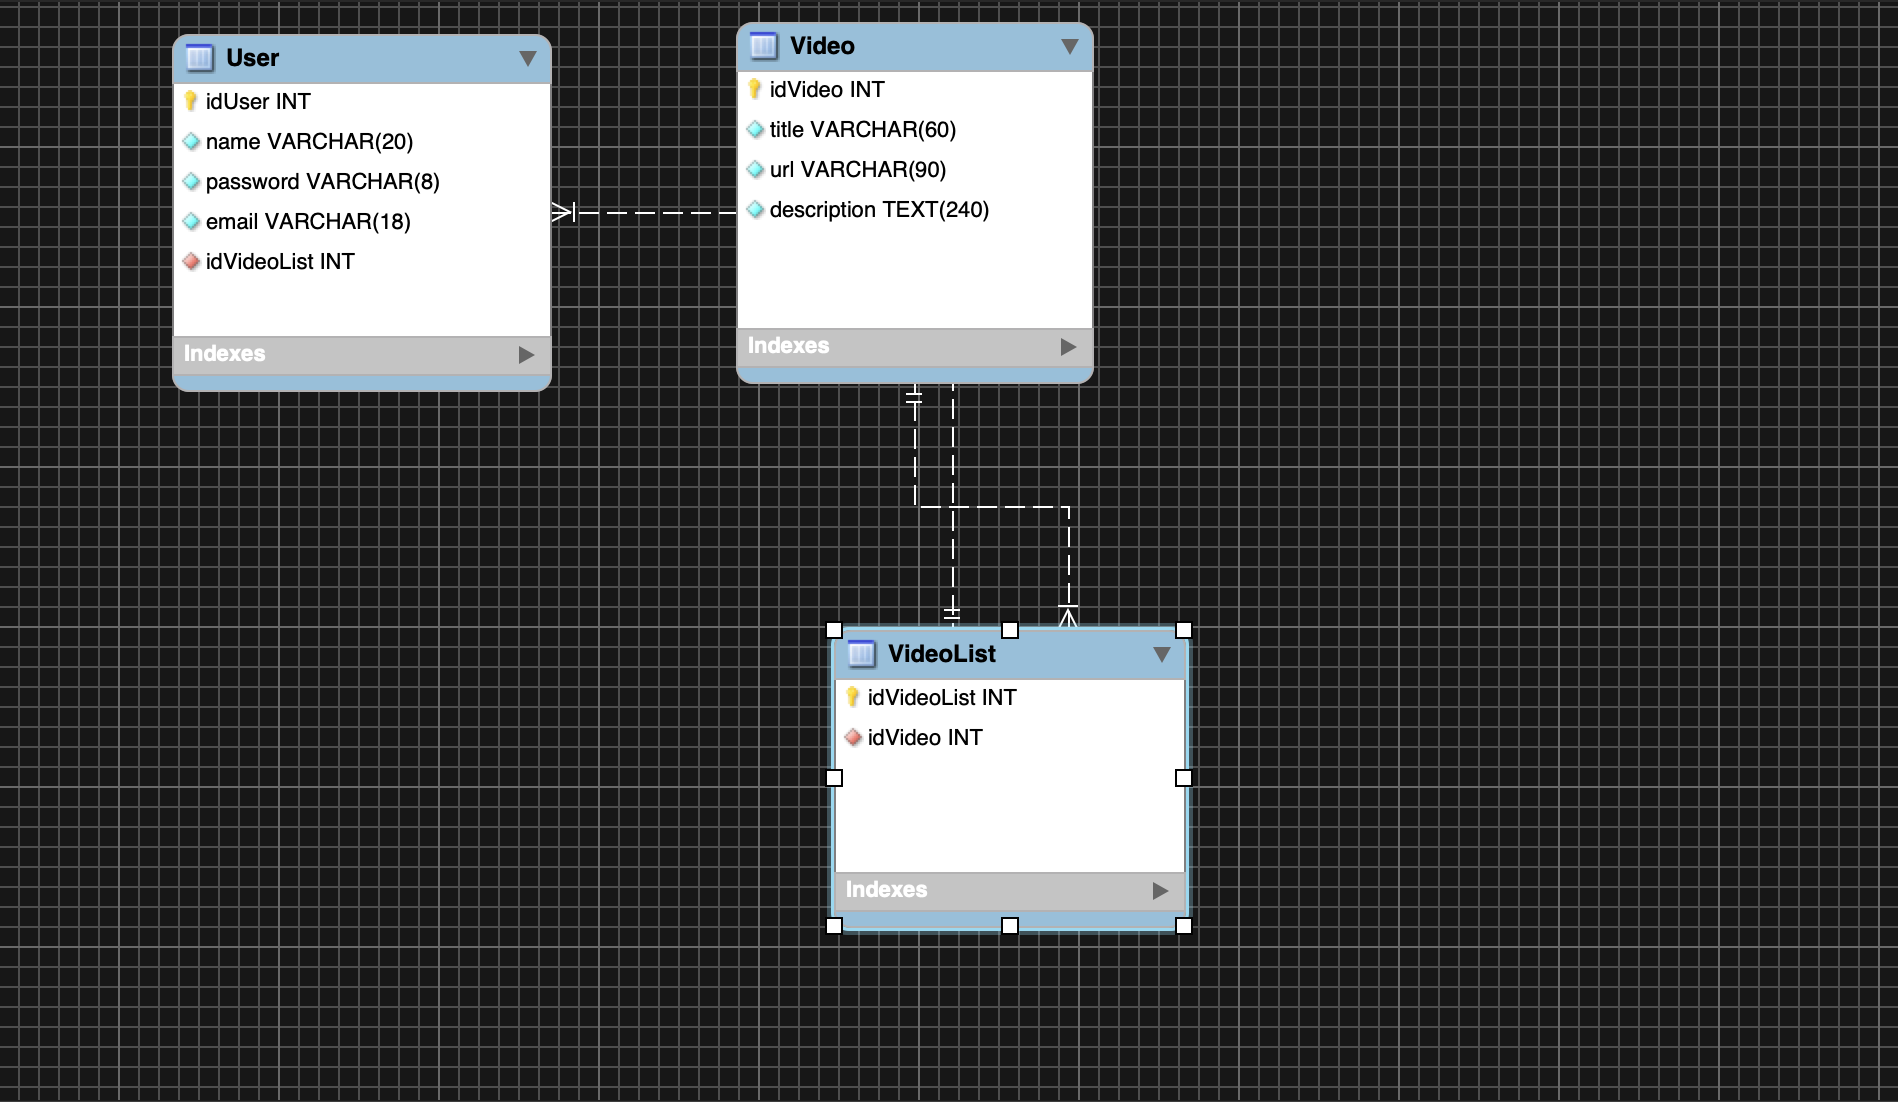 User
idUser INT
name VARCHAR(20)
password VARCHAR(8)
email VARCHAR(18)
idVideoList INT
Indexes
Video
idVideo INT
title VARCHAR(60)
url VARCHAR(90)
description TEXT(240)
Indexes
VideoList
idVideoList INT
idVideo INT
Indexes